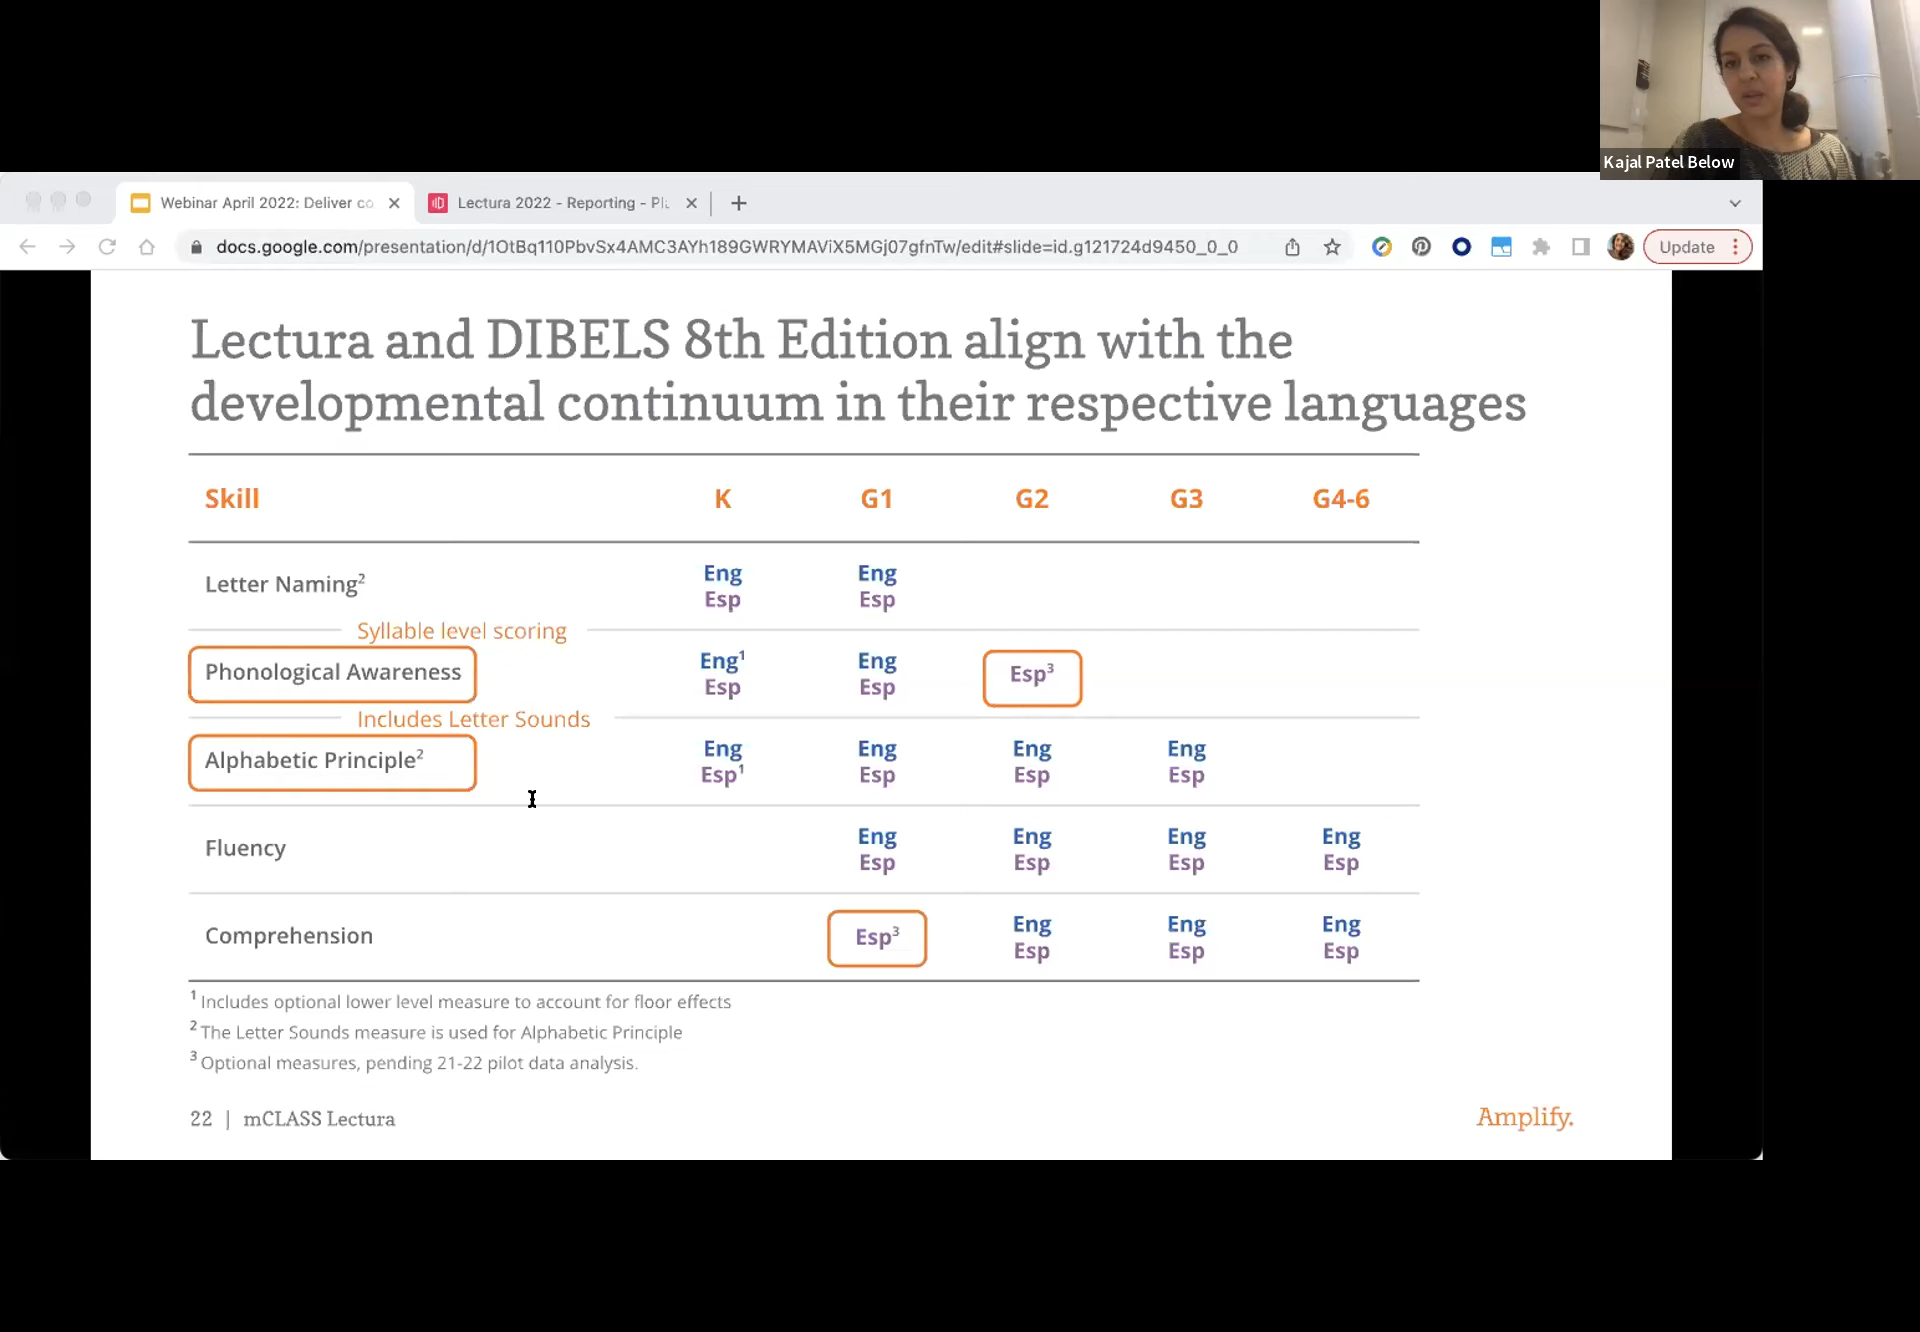 Kajal Patel Below
Webinar April 2022: Deliver co
Lectura 2022 - Reporting - Pl
docs.google.com/presentation/d/1OtBq110PbvSx4AMC3AYh189GWRYMAViX5MGj07gfnTw/edit#slide=id.g121724d9450_0_0
Update
Lectura and DIBELS 8th Edition align with the
developmental continuum in their respective languages
Skill K G1 G2 G3 G4-6
Letter Naming² Eng Eng
Esp Esp
Syllable level scoring
Phonological Awareness Eng¹ Eng Esp³
Esp Esp
Includes Letter Sounds
Alphabetic Principle² Eng Eng Eng Eng
Esp¹ Esp Esp Esp
Fluency Eng Eng Eng Eng
Esp Esp Esp Esp
Comprehension Esp³ Eng Eng Eng
Esp Esp Esp
¹ Includes optional lower level measure to account for floor effects
² The Letter Sounds measure is used for Alphabetic Principle
³ Optional measures, pending 21-22 pilot data analysis.
22 | mCLASS Lectura
Amplify.